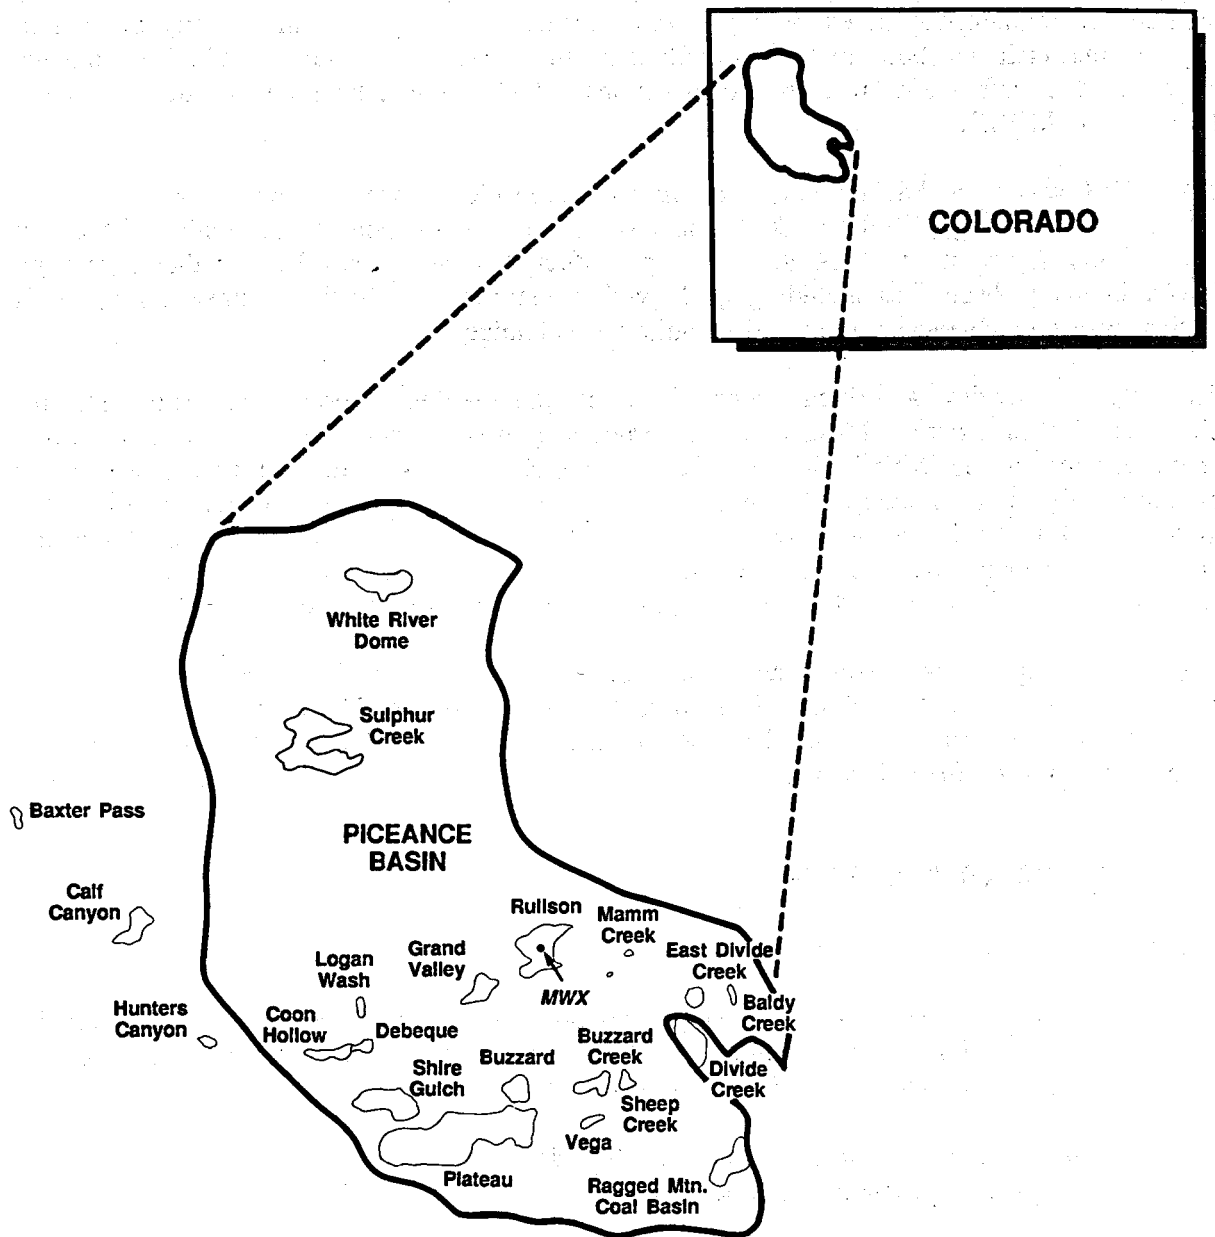 COLORADO
White River
Dome
Sulphur
Creek
Baxter Pass
PICEANCE
BASIN
Calf
Canyon
Rulison
Mamm
Creek
East Divide
Creek
Grand
Valley
Logan
Wash
MWX
Baldy
Creek
Hunters
Canyon
Coon
Hollow
Debeque
Buzzard
Buzzard
Creek
Shire
Gulch
Divide
Creek
Sheep
Creek
Vega
Plateau
Ragged Mtn.
Coal Basin